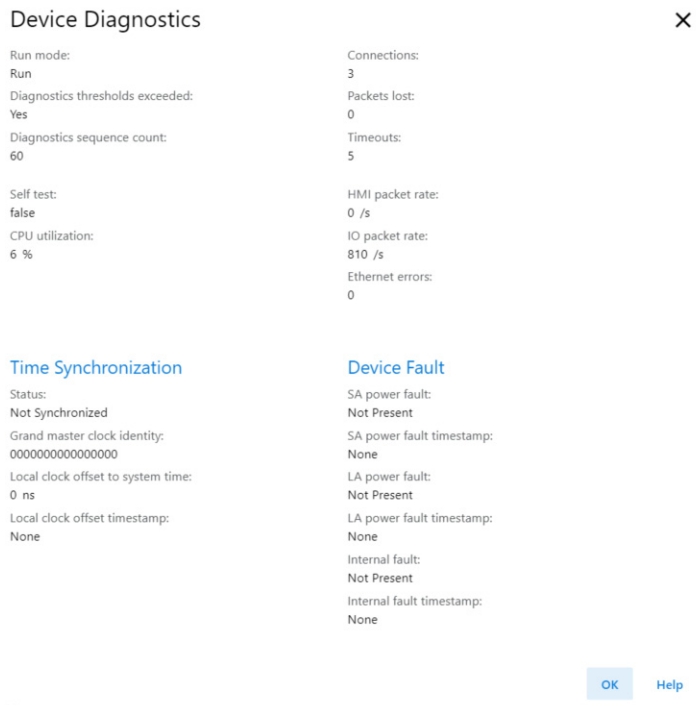 Device Diagnostics
Run mode:
Run
Diagnostics thresholds exceeded:
Yes
Diagnostics sequence count:
60
Self test:
false
CPU utilization:
6 %
Connections:
3
Packets lost:
0
Timeouts:
5
HMI packet rate:
0 /s
IO packet rate:
810 /s
Ethernet errors:
0
Time Synchronization
Status:
Not Synchronized
Grand master clock identity:
0000000000000000
Local clock offset to system time:
0 ns
Local clock offset timestamp:
None
Device Fault
SA power fault:
Not Present
SA power fault timestamp:
None
LA power fault:
Not Present
LA power fault timestamp:
None
Internal fault:
Not Present
Internal fault timestamp:
None
OK
Help